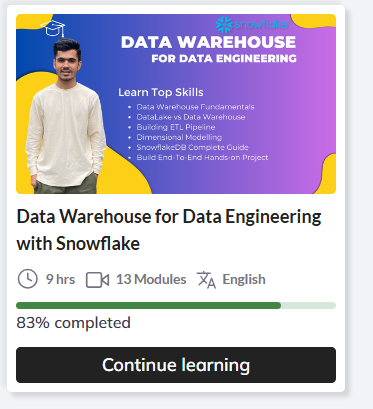 snowflake
DATA WAREHOUSE
FOR DATA ENGINEERING
Learn Top Skills
• Data Warehouse Fundamentals
• DataLake vs Data Warehouse
• Building ETL Pipeline
• Dimensional Modelling
• SnowflakeDB Complete Guide
• Build End-To-End Hands-on Project
Data Warehouse for Data Engineering
with Snowflake
9 hrs 13 Modules English
83% completed
Continue learning